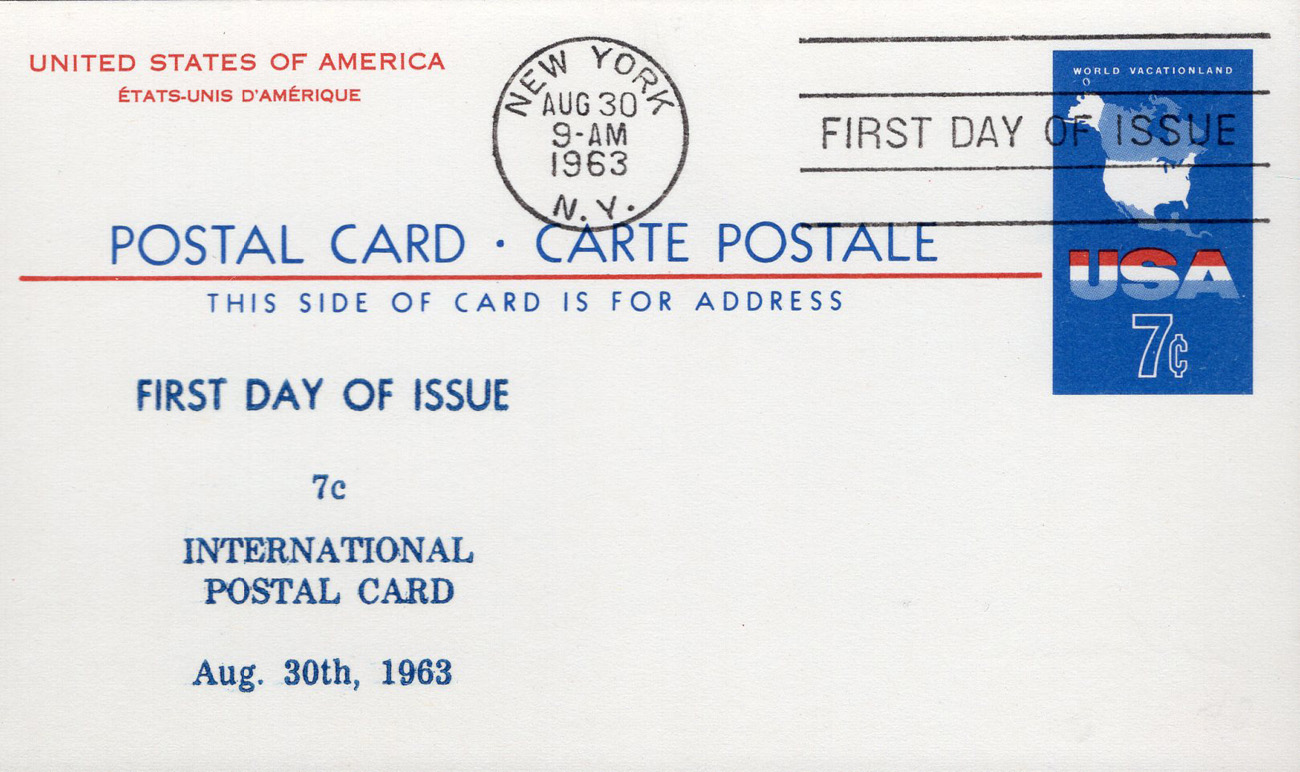 UNITED STATES OF AMERICA
ÉTATS-UNIS D'AMÉRIQUE
NEW YORK
AUG 30
9-AM
1963
N.Y.
FIRST DAY OF ISSUE
WORLD VACATIONLAND
USA
7¢
POSTAL CARD · CARTE POSTALE
THIS SIDE OF CARD IS FOR ADDRESS
FIRST DAY OF ISSUE
7c
INTERNATIONAL
POSTAL CARD
Aug. 30th, 1963